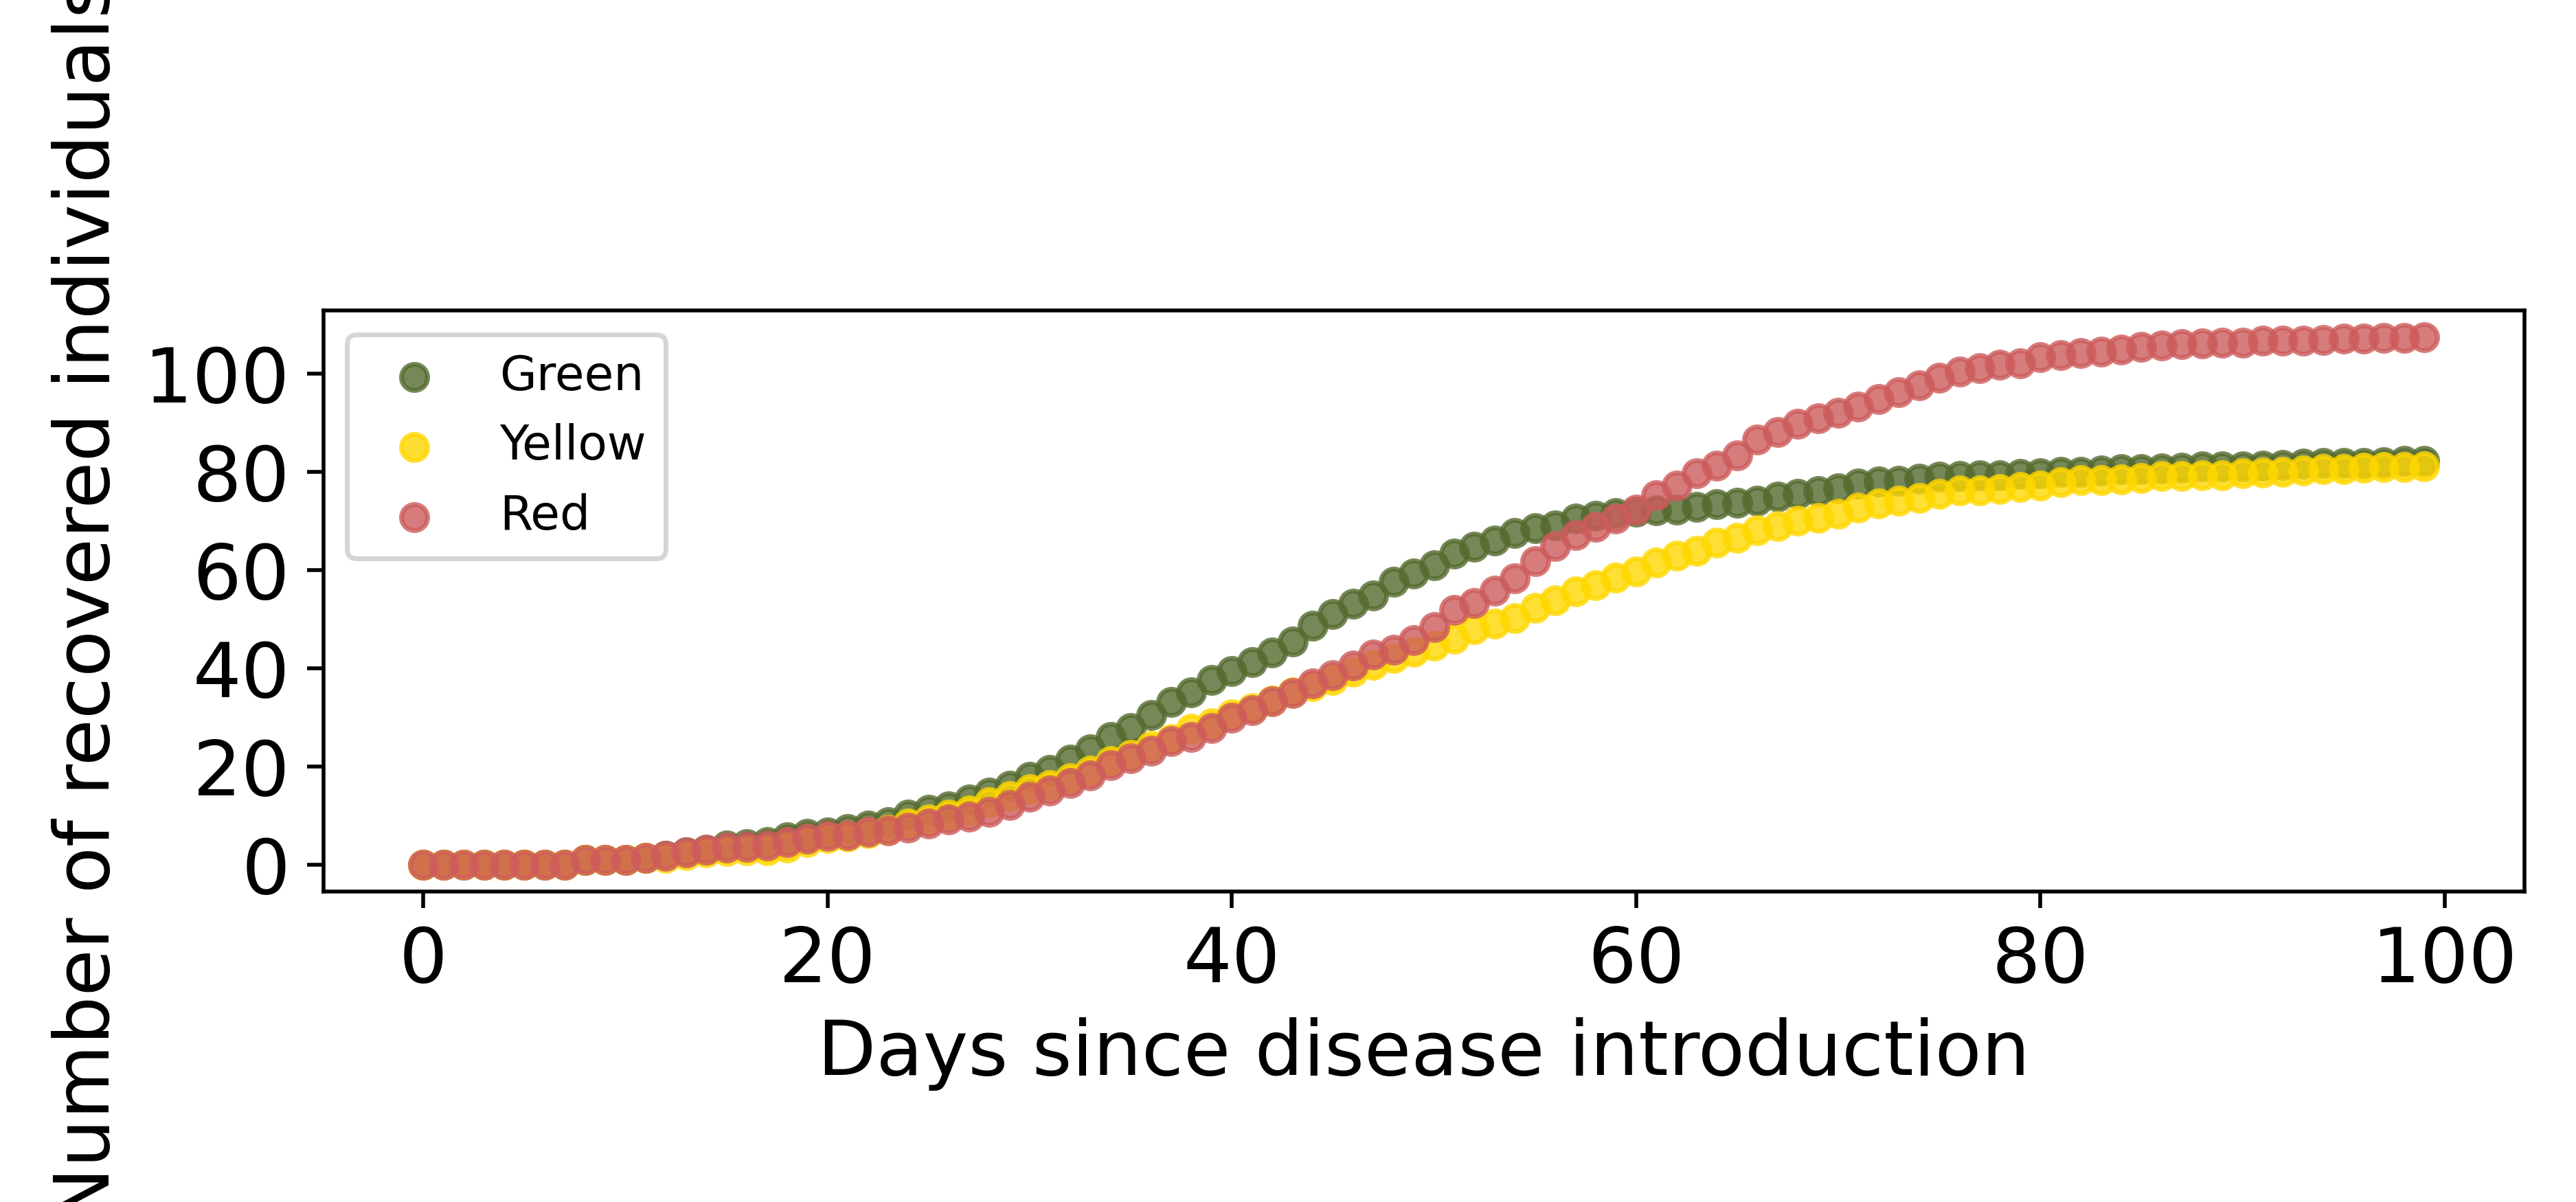 Number of recovered individuals
100
80
60
40
20
0
Green
Yellow
Red
0 20 40 60 80 100
Days since disease introduction